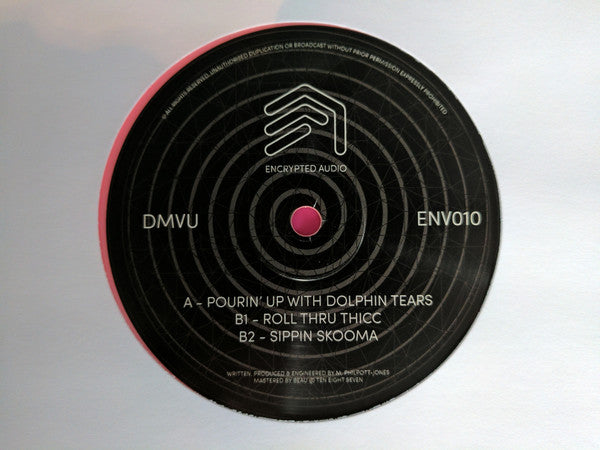 © ALL RIGHTS RESERVED, UNAUTHORISED DUPLICATION OR BROADCAST WITHOUT PRIOR PERMISSION EXPRESSLY PROHIBITED
ENCRYPTED AUDIO
DMVU
ENV010
A - POURIN' UP WITH DOLPHIN TEARS
B1 - ROLL THRU THICC
B2 - SIPPIN SKOOMA
WRITTEN, PRODUCED & ENGINEERED BY M. PHILPOTT-JONES
MASTERED BY BEAU @ TEN EIGHT SEVEN